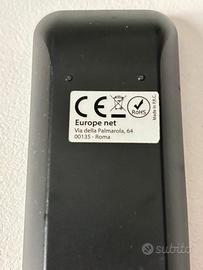 CE
RoHS
Made in P.R.C.
Europe net
Via della Palmarola, 64
00135 - Roma
subito